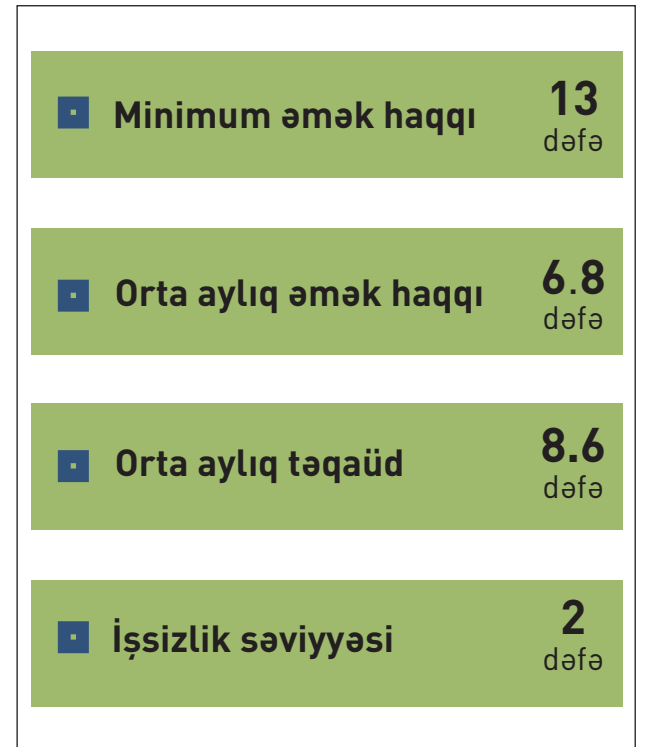 Minimum əmək haqqı 13
dəfə
Orta aylıq əmək haqqı 6.8
dəfə
Orta aylıq təqaüd 8.6
dəfə
İşsizlik səviyyəsi 2
dəfə